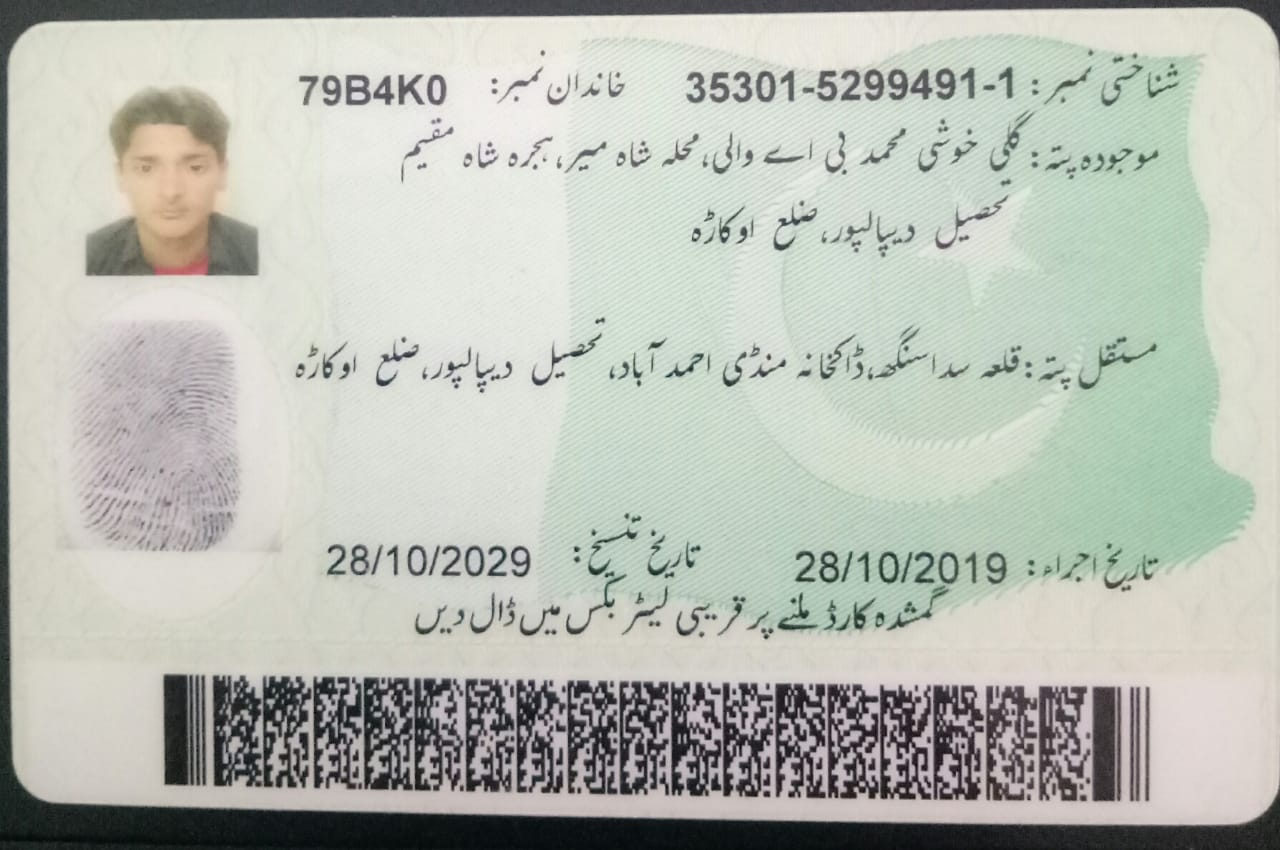 شناختی نمبر: 35301-5299491-1 خاندان نمبر: 79B4K0
موجودہ پتہ: گلی خوشی محمد بی اے والی، محلہ شاہ میر، ہجرہ شاہ مقیم
تحصیل دیپالپور، ضلع اوکاڑہ
مستقل پتہ: قلعہ سداسنگھ، ڈاکخانہ منڈی احمد آباد، تحصیل دیپالپور، ضلع اوکاڑہ
تاریخ اجراء: 28/10/2019 تاریخ تنسیخ: 28/10/2029
گمشدہ کارڈ ملنے پر قریبی لیٹر بکس میں ڈال دیں